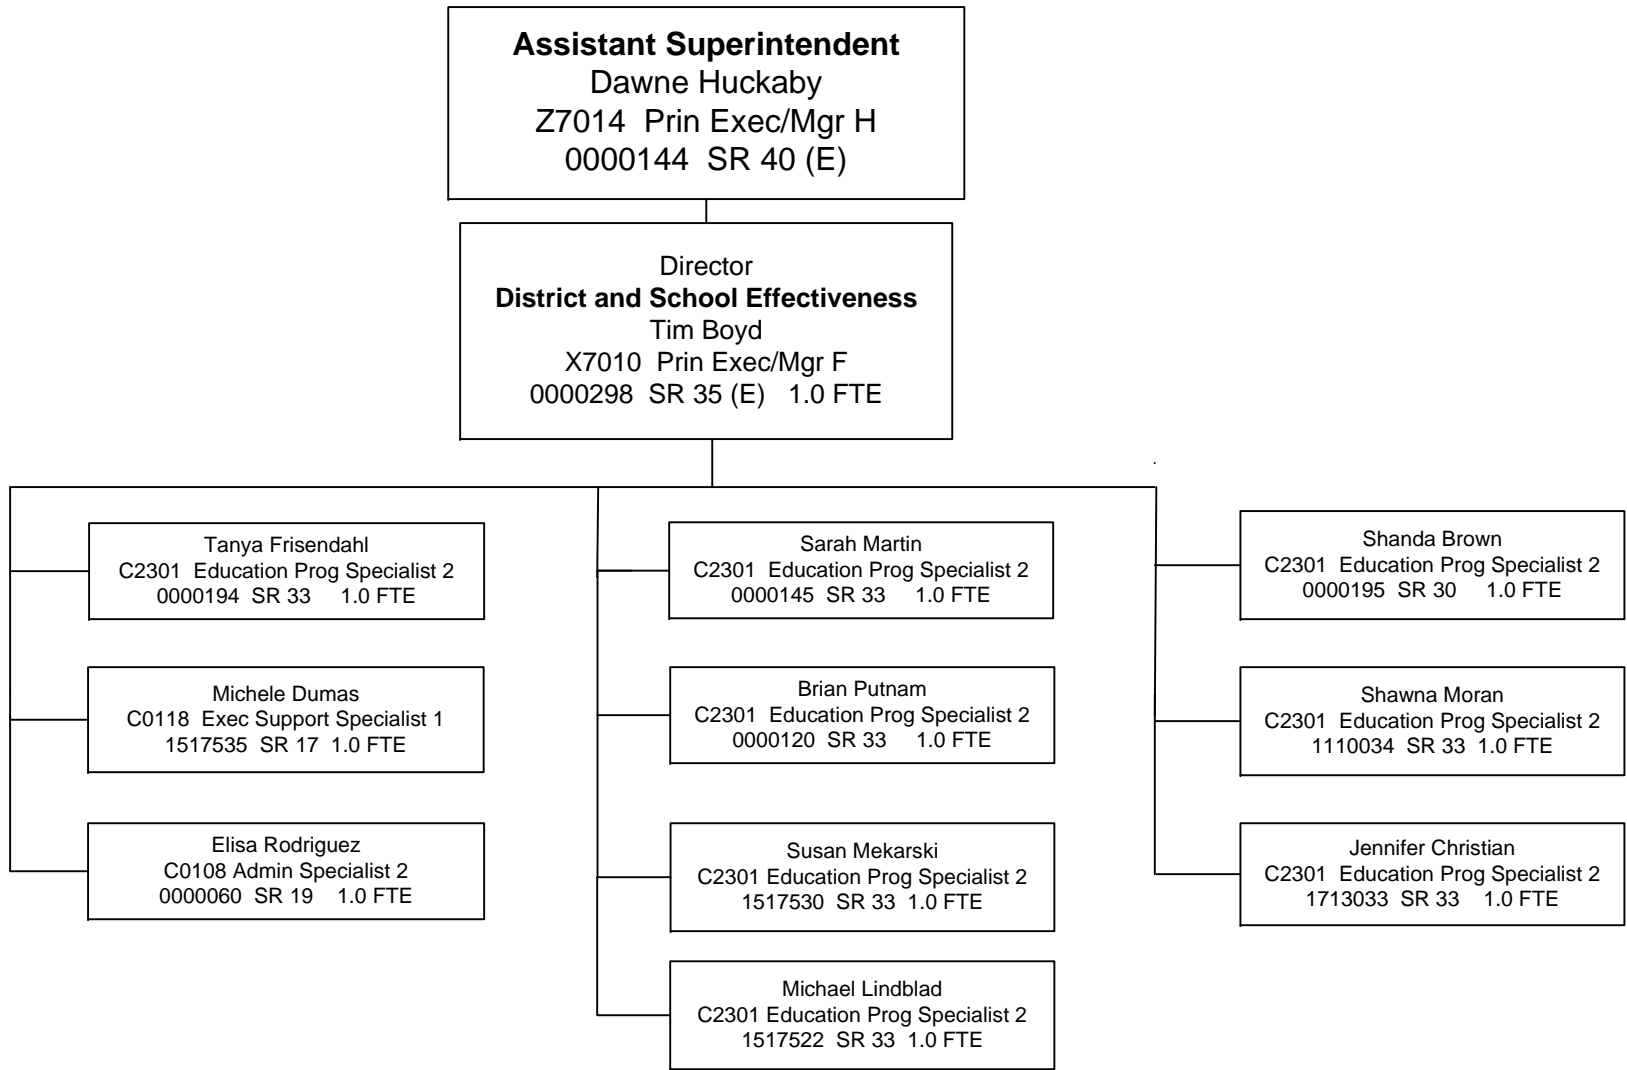 Assistant Superintendent
Dawne Huckaby
Z7014 Prin Exec/Mgr H
0000144 SR 40 (E)
Director
District and School Effectiveness
Tim Boyd
X7010 Prin Exec/Mgr F
0000298 SR 35 (E) 1.0 FTE
Tanya Frisendahl
C2301 Education Prog Specialist 2
0000194 SR 33 1.0 FTE
Michele Dumas
C0118 Exec Support Specialist 1
1517535 SR 17 1.0 FTE
Elisa Rodriguez
C0108 Admin Specialist 2
0000060 SR 19 1.0 FTE
Sarah Martin
C2301 Education Prog Specialist 2
0000145 SR 33 1.0 FTE
Brian Putnam
C2301 Education Prog Specialist 2
0000120 SR 33 1.0 FTE
Susan Mekarski
C2301 Education Prog Specialist 2
1517530 SR 33 1.0 FTE
Michael Lindblad
C2301 Education Prog Specialist 2
1517522 SR 33 1.0 FTE
Shanda Brown
C2301 Education Prog Specialist 2
0000195 SR 30 1.0 FTE
Shawna Moran
C2301 Education Prog Specialist 2
1110034 SR 33 1.0 FTE
Jennifer Christian
C2301 Education Prog Specialist 2
1713033 SR 33 1.0 FTE